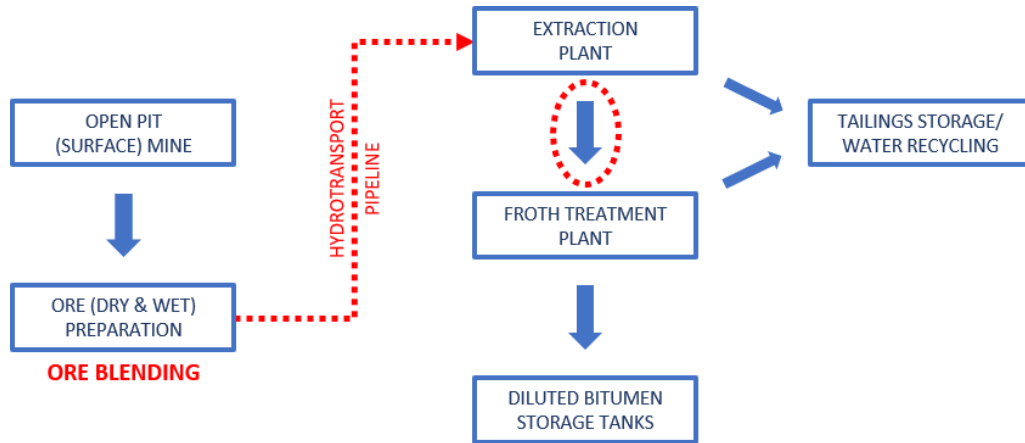 OPEN PIT
(SURFACE) MINE
ORE (DRY & WET)
PREPARATION
ORE BLENDING
HYDROTRANSPORT
PIPELINE
EXTRACTION
PLANT
FROTH TREATMENT
PLANT
DILUTED BITUMEN
STORAGE TANKS
TAILINGS STORAGE/
WATER RECYCLING